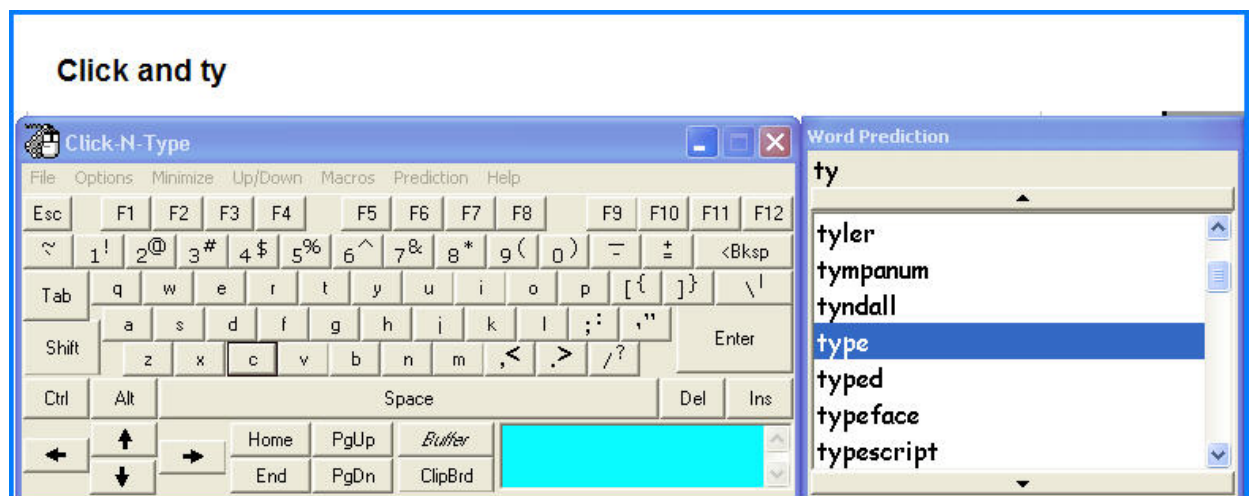 Click and ty
Click-N-Type
File Options Minimize Up/Down Macros Prediction Help
Esc F1 F2 F3 F4 F5 F6 F7 F8 F9 F10 F11 F12
~ 1! 2@ 3# 4$ 5% 6^ 7& 8* 9( 0) - ± <Bksp
Tab q w e r t y u i o p [{ ]} \|
a s d f g h j k l ;: '" Enter
Shift z x c v b n m ,< .> /?
Ctrl Alt Space Del Ins
Home PgUp Buffer
End PgDn ClipBrd
Word Prediction
ty
tyler
tympanum
tyndall
type
typed
typeface
typescript